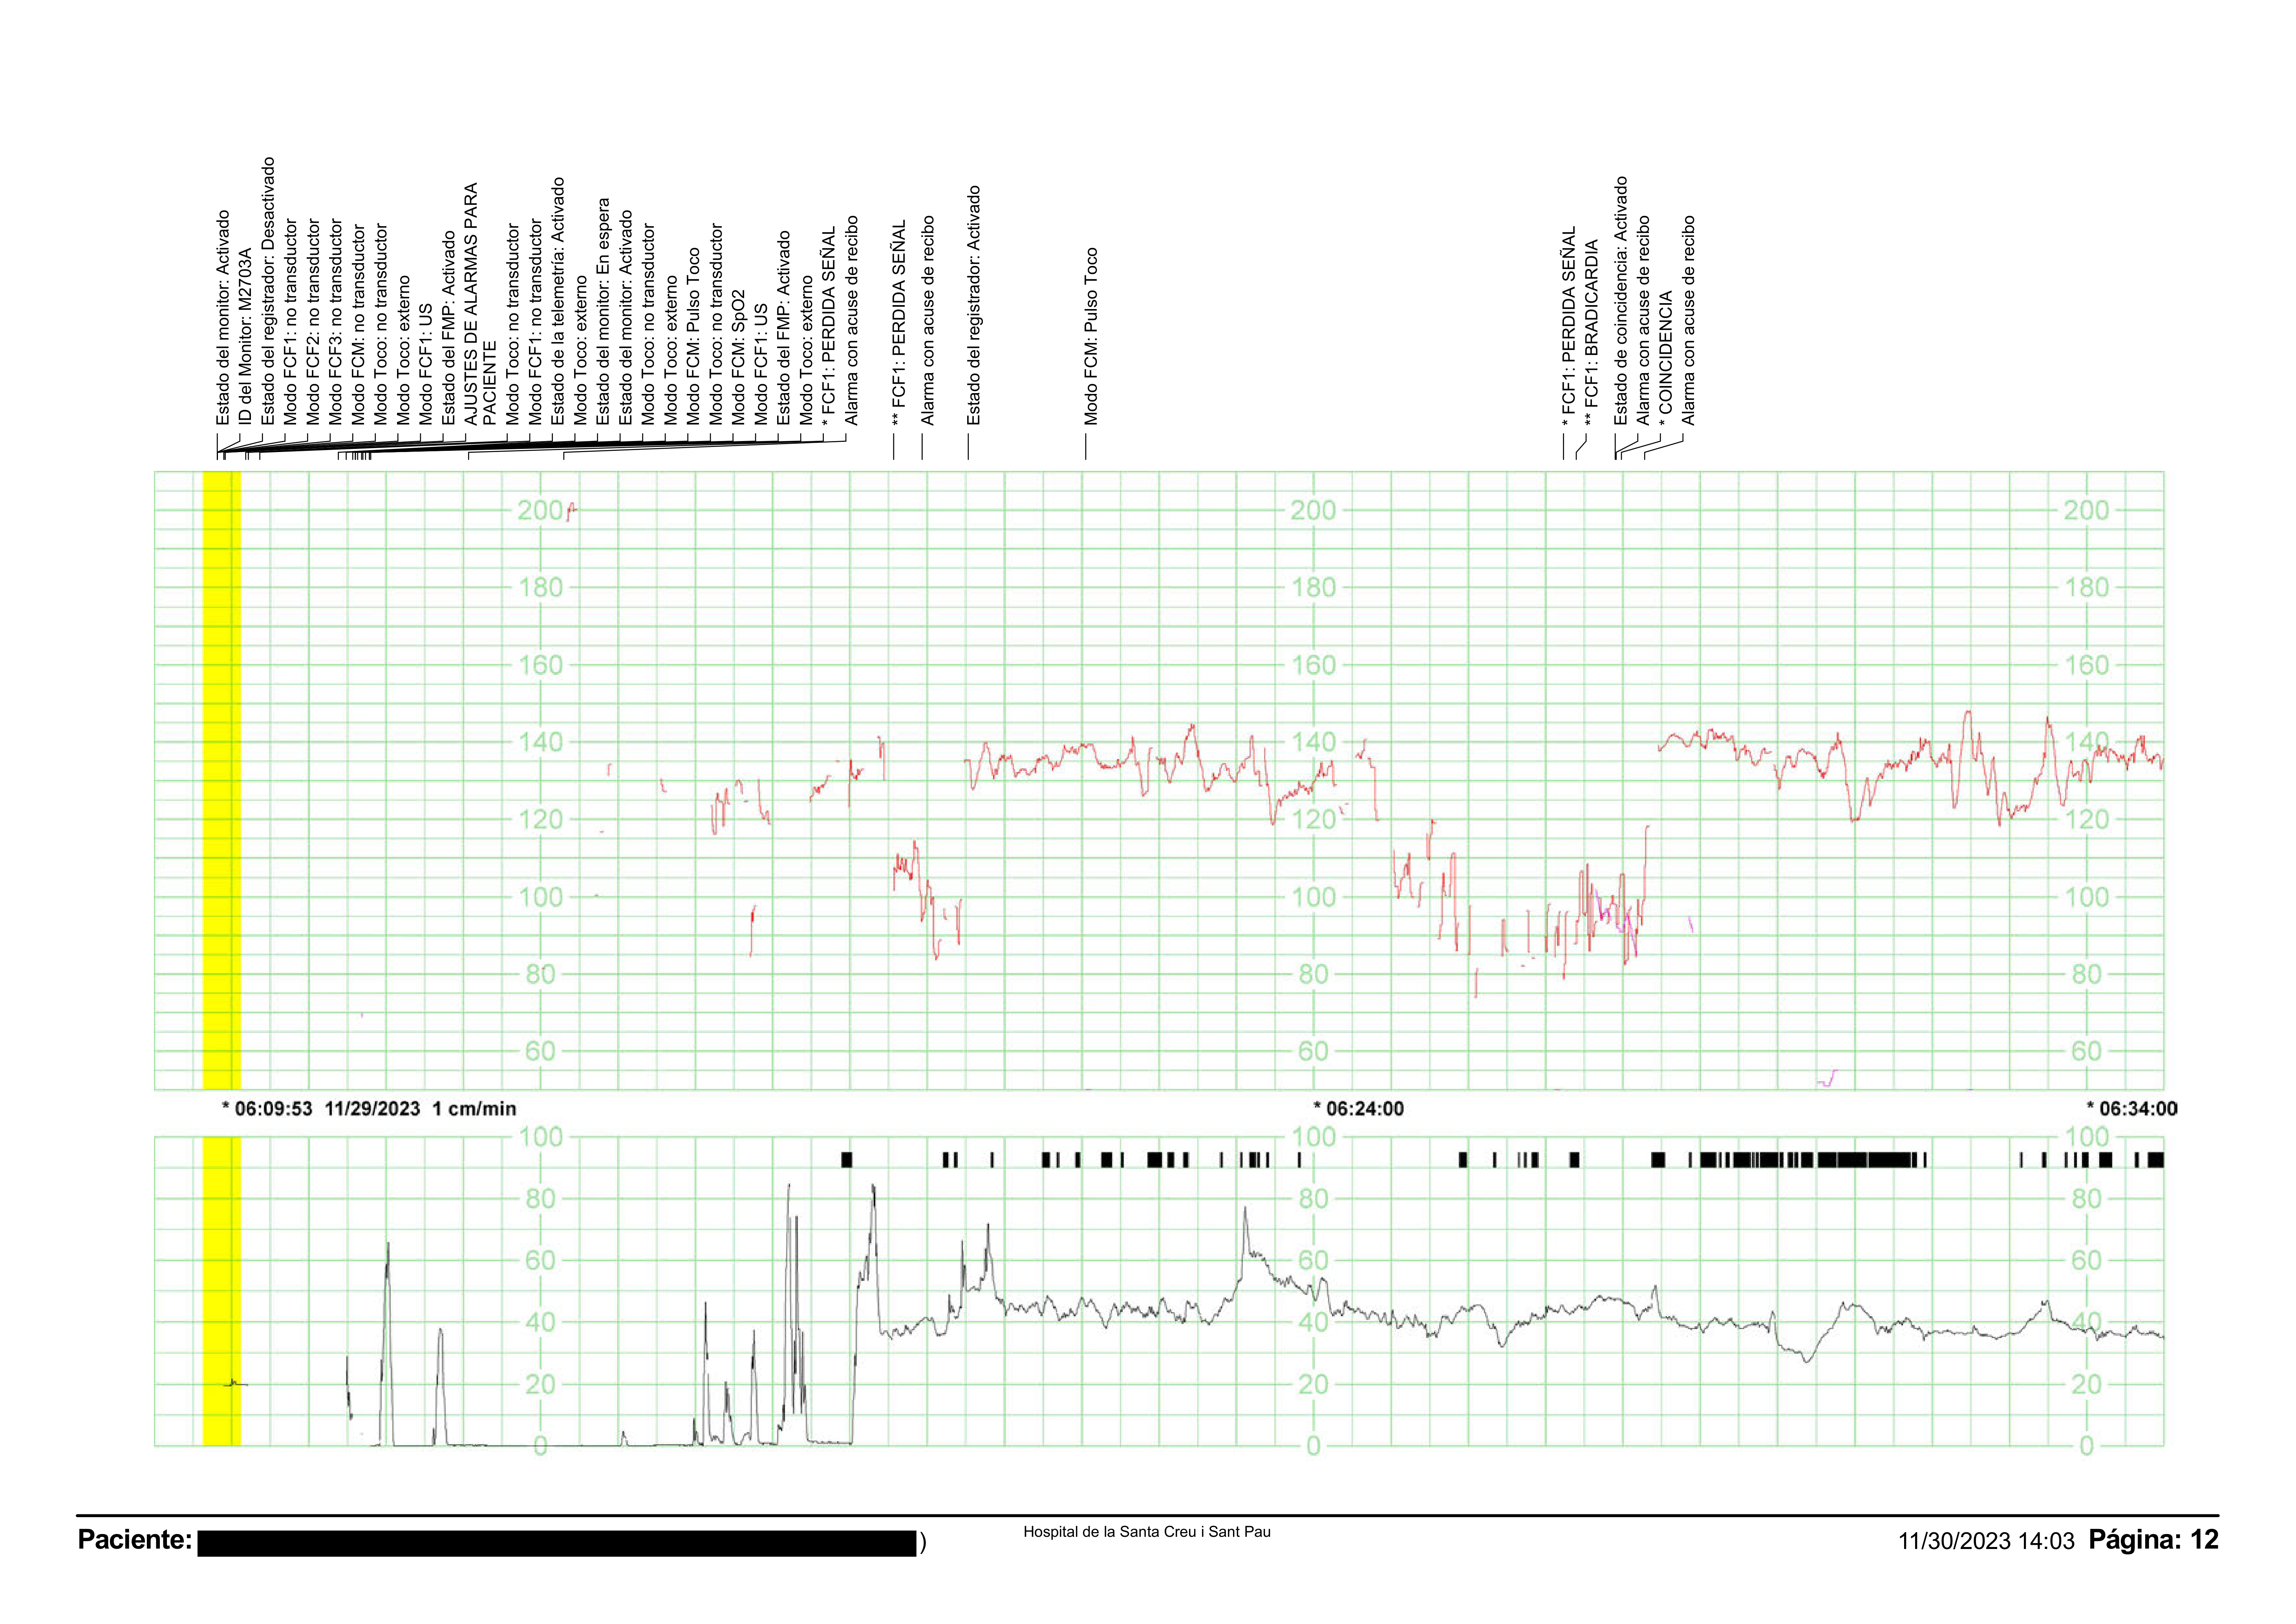 Estado del monitor: Activado
ID del Monitor: M2703A
Estado del registrador: Desactivado
Modo FCF1: no transductor
Modo FCF2: no transductor
Modo FCF3: no transductor
Modo FCM: no transductor
Modo Toco: no transductor
Modo Toco: externo
Modo FCF1: US
Estado del FMP: Activado
AJUSTES DE ALARMAS PARA
PACIENTE
Modo Toco: no transductor
Modo FCF1: no transductor
Estado de la telemetría: Activado
Modo Toco: externo
Estado del monitor: En espera
Estado del monitor: Activado
Modo Toco: no transductor
Modo Toco: externo
Modo FCM: Pulso Toco
Modo Toco: no transductor
Modo FCM: SpO2
Modo FCF1: US
Estado del FMP: Activado
Modo Toco: externo
* FCF1: PERDIDA SEÑAL
Alarma con acuse de recibo
** FCF1: PERDIDA SEÑAL
Alarma con acuse de recibo
Estado del registrador: Activado
Modo FCM: Pulso Toco
* FCF1: PERDIDA SEÑAL
** FCF1: BRADICARDIA
Estado de coincidencia: Activado
Alarma con acuse de recibo
* COINCIDENCIA
Alarma con acuse de recibo
200 200 200
180 180 180
160 160 160
140 140 140
120 120 120
100 100 100
80 80 80
60 60 60
* 06:09:53 11/29/2023 1 cm/min * 06:24:00 * 06:34:00
100 100 100
80 80 80
60 60 60
40 40 40
20 20 20
0 0 0
Paciente: ) Hospital de la Santa Creu i Sant Pau 11/30/2023 14:03 Página: 12